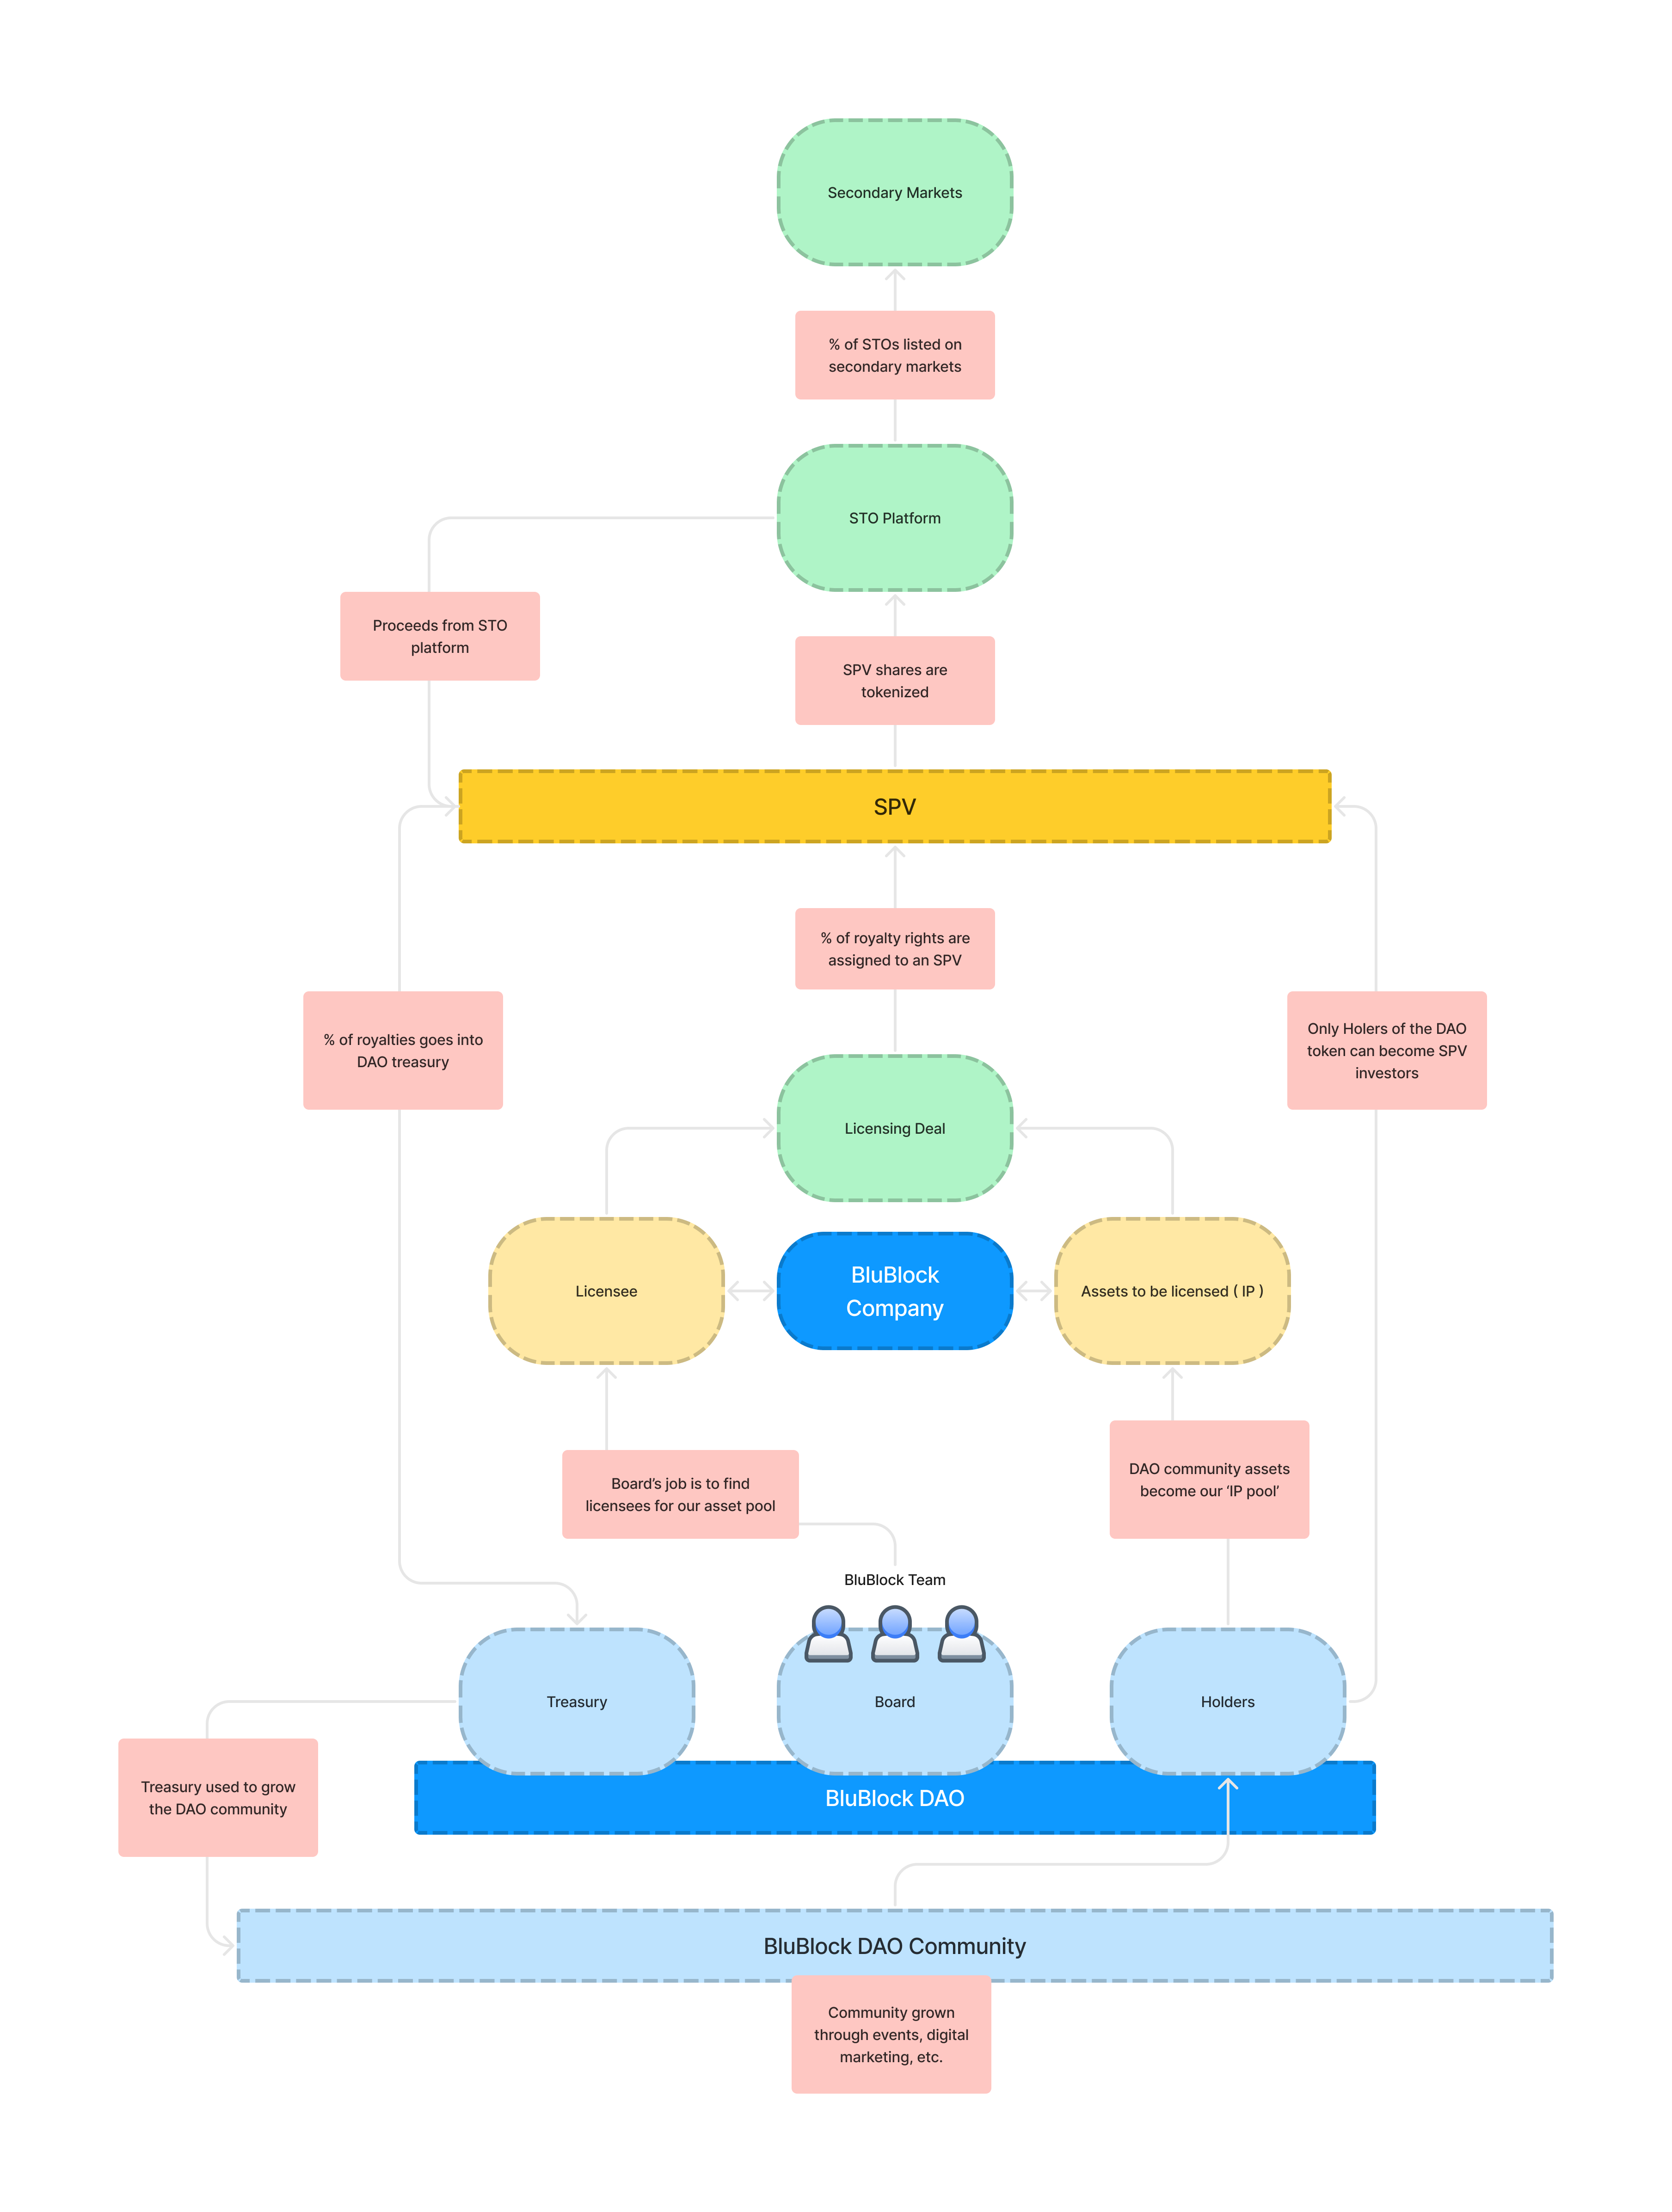 Secondary Markets
% of STOs listed on
secondary markets
STO Platform
Proceeds from STO
platform
SPV shares are
tokenized
SPV
% of royalty rights are
assigned to an SPV
% of royalties goes into
DAO treasury
Only Holers of the DAO
token can become SPV
investors
Licensing Deal
Licensee
BluBlock
Company
Assets to be licensed ( IP )
Board’s job is to find
licensees for our asset pool
DAO community assets
become our ‘IP pool’
BluBlock Team
Treasury
Board
Holders
Treasury used to grow
the DAO community
BluBlock DAO
BluBlock DAO Community
Community grown
through events, digital
marketing, etc.